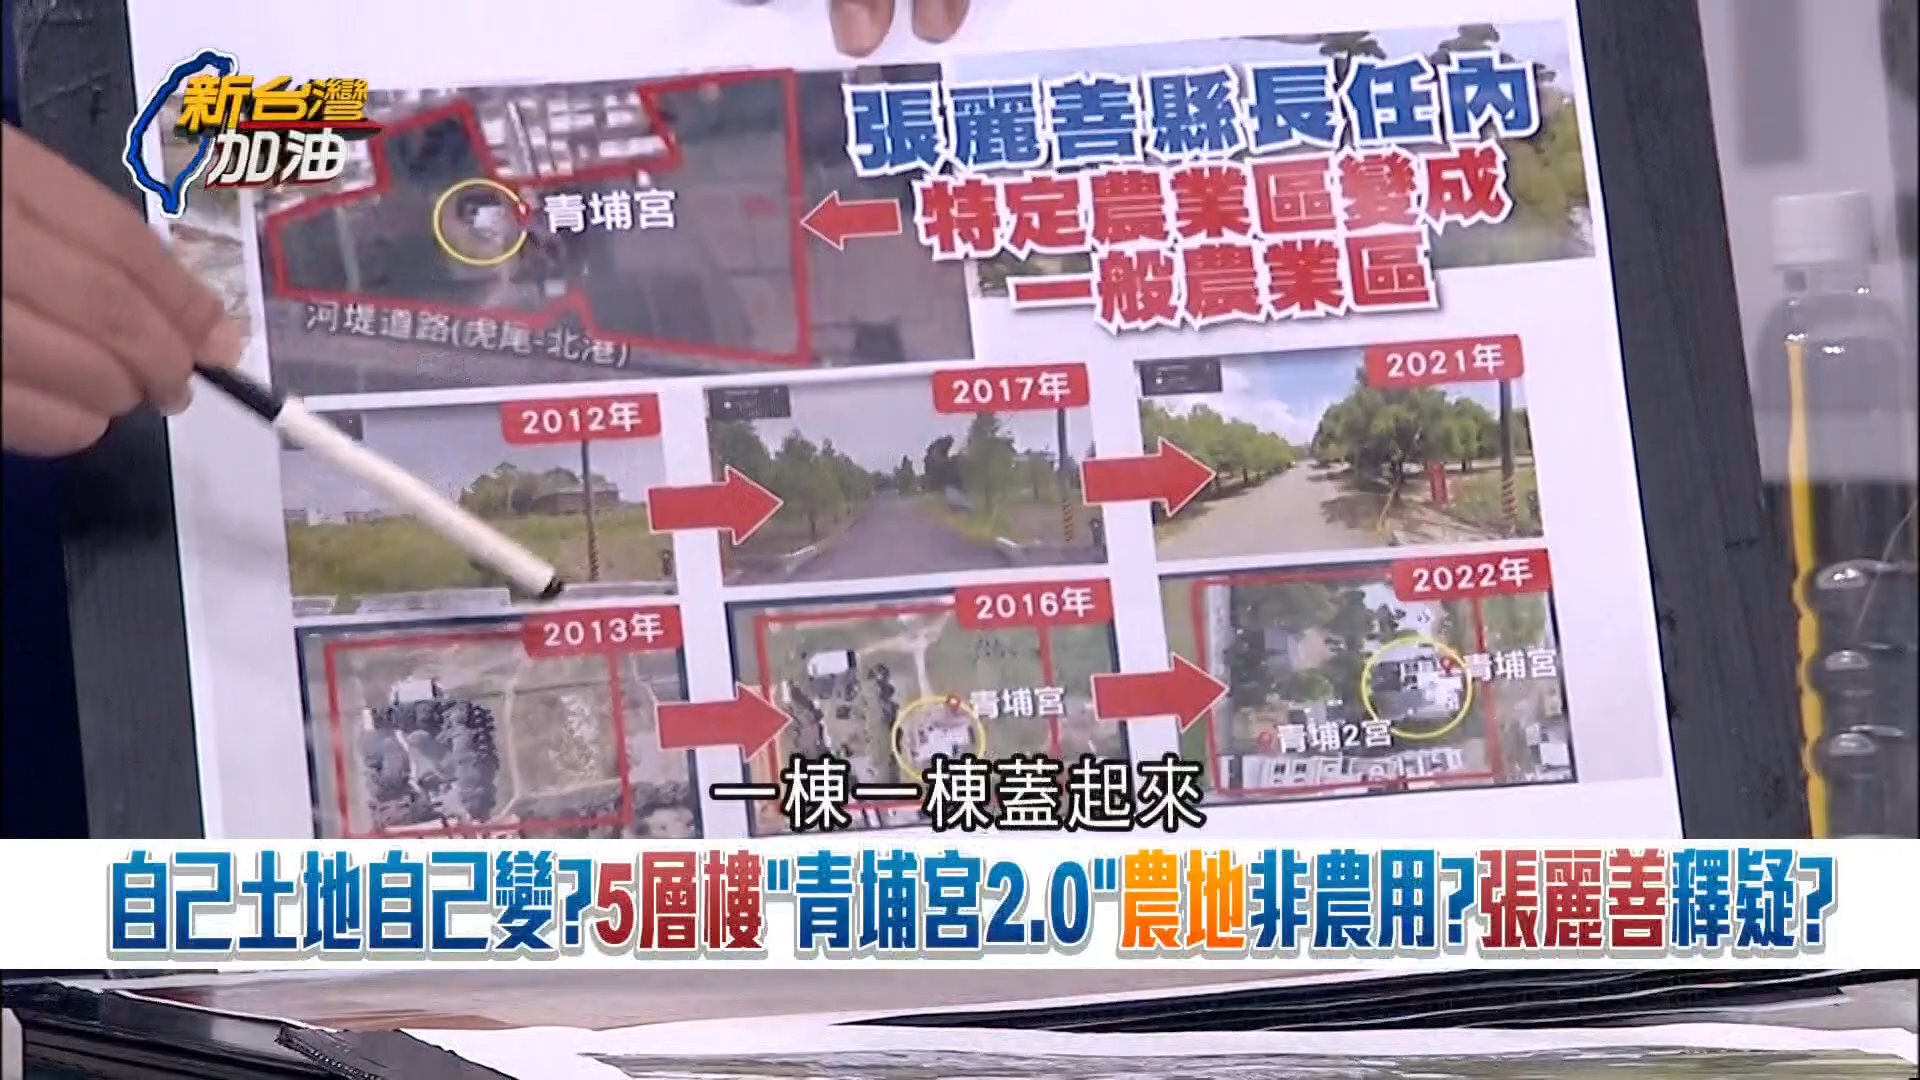 新台灣
加油
張麗善縣長任內
特定農業區變成
一般農業區
青埔宮
河堤道路(虎尾-北港)
2012年
2017年
2021年
2013年
2016年
2022年
青埔宮
青埔宮
青埔2宮
一棟一棟蓋起來
自己土地自己變?5層樓"青埔宮2.0"農地非農用?張麗善釋疑?